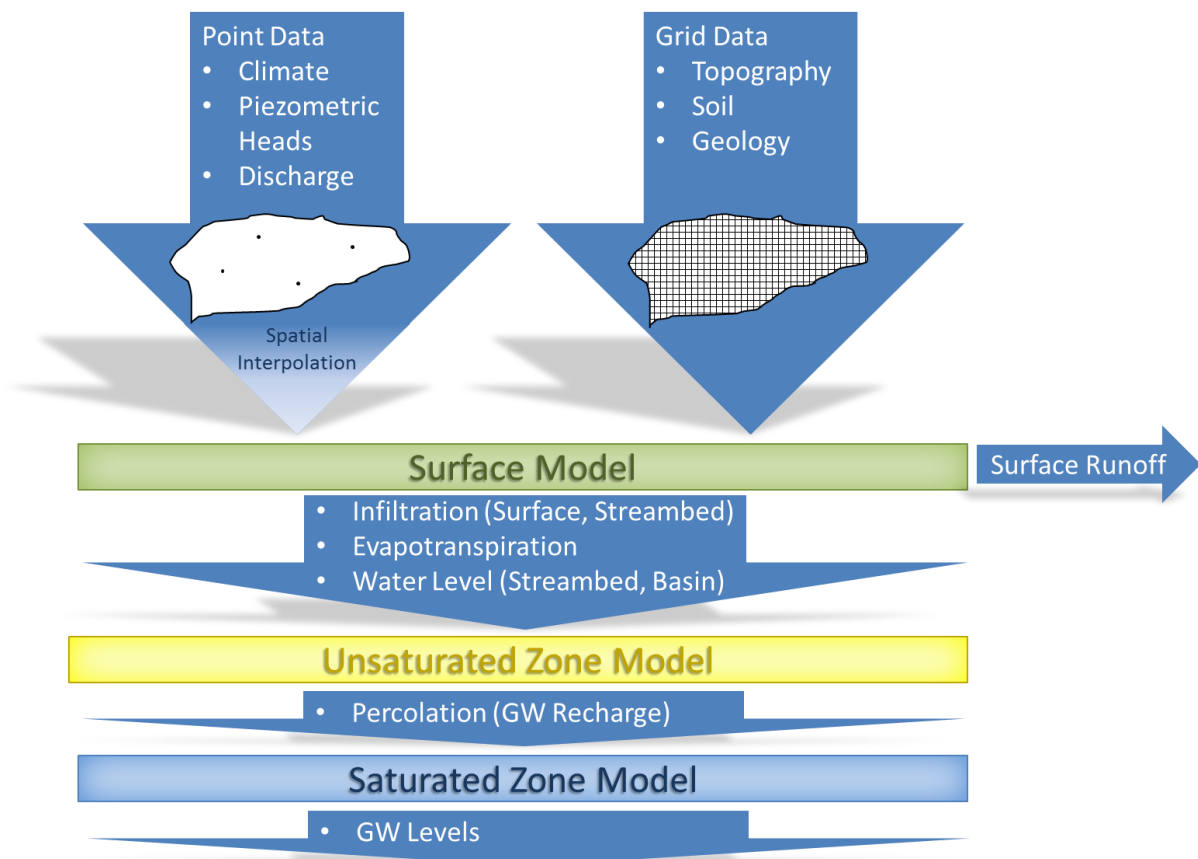 Point Data
• Climate
• Piezometric
Heads
• Discharge
Spatial
Interpolation
Grid Data
• Topography
• Soil
• Geology
Surface Model
Surface Runoff
• Infiltration (Surface, Streambed)
• Evapotranspiration
• Water Level (Streambed, Basin)
Unsaturated Zone Model
• Percolation (GW Recharge)
Saturated Zone Model
• GW Levels